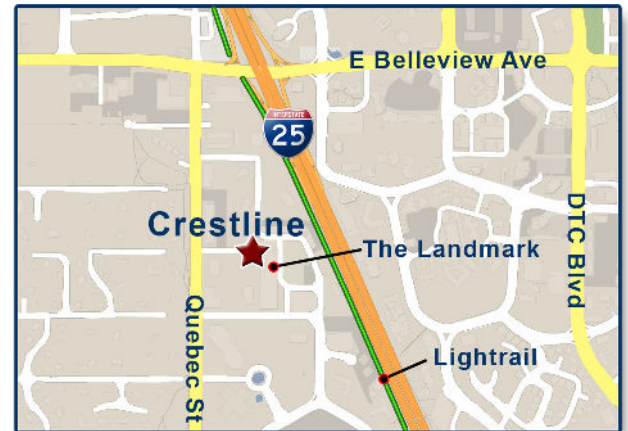 E Belleview Ave
INTERSTATE
25
Crestline
The Landmark
DTC Blvd
Quebec St
Lightrail